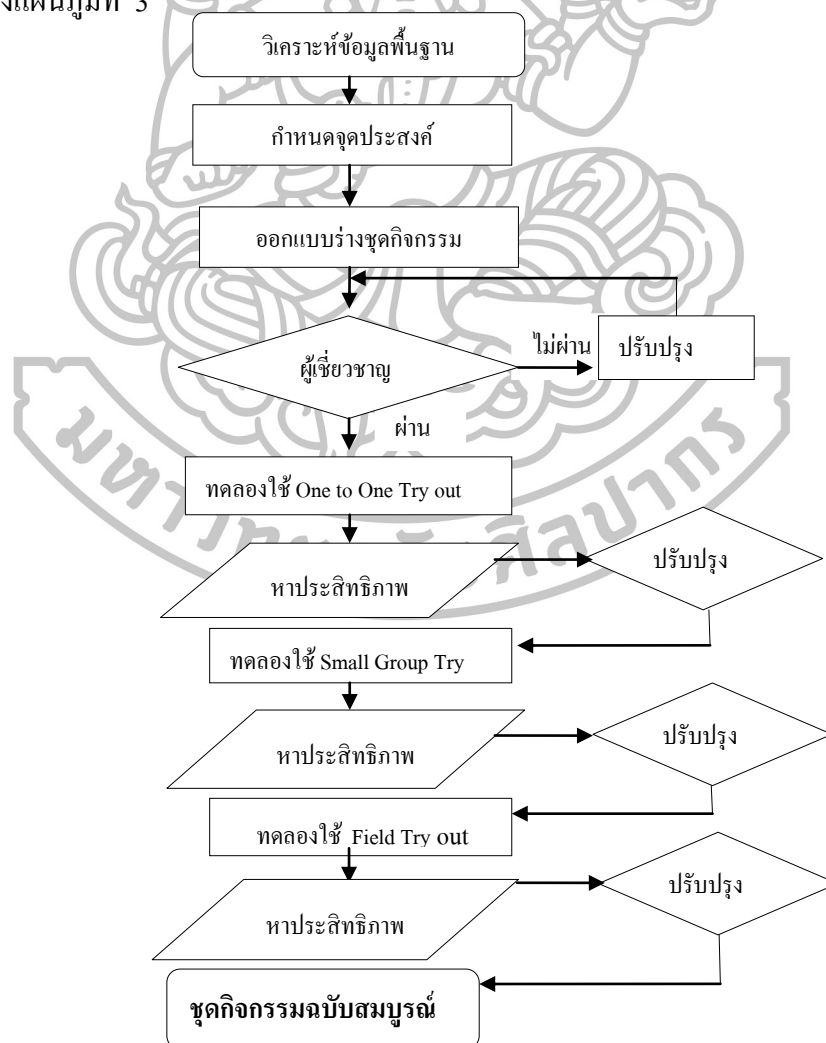 แผนภูมิที่ 3
วิเคราะห์ข้อมูลพื้นฐาน
กำหนดจุดประสงค์
ออกแบบร่างชุดกิจกรรม
ผู้เชี่ยวชาญ
ไม่ผ่าน
ปรับปรุง
ผ่าน
ทดลองใช้ One to One Try out
หาประสิทธิภาพ
ปรับปรุง
ทดลองใช้ Small Group Try
หาประสิทธิภาพ
ปรับปรุง
ทดลองใช้ Field Try out
หาประสิทธิภาพ
ปรับปรุง
ชุดกิจกรรมฉบับสมบูรณ์